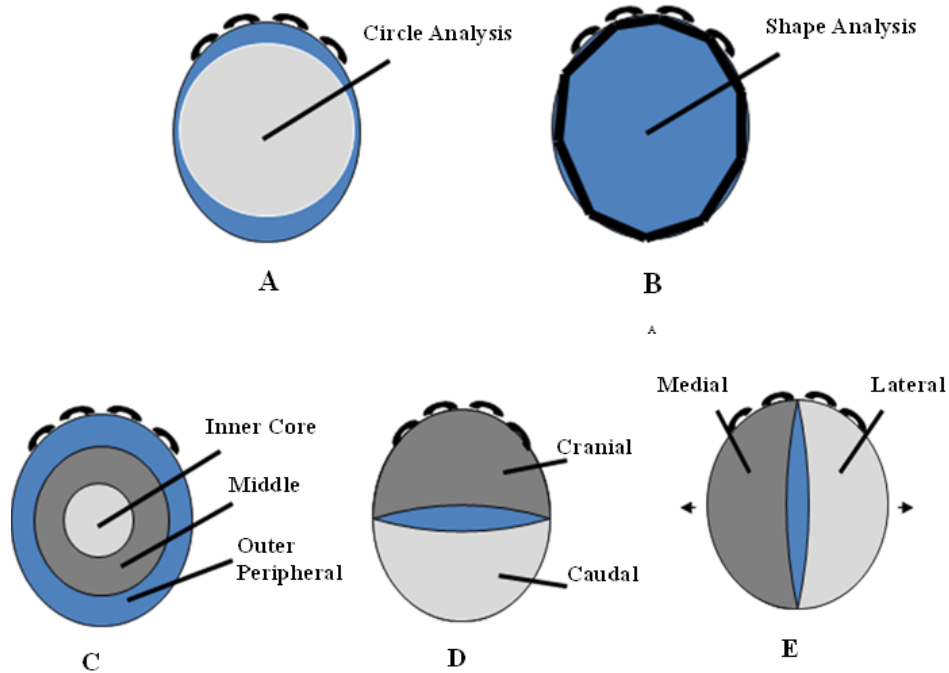 Circle Analysis
Shape Analysis
A
B
A
Inner Core
Middle
Outer
Peripheral
C
Cranial
Caudal
D
Medial
Lateral
E